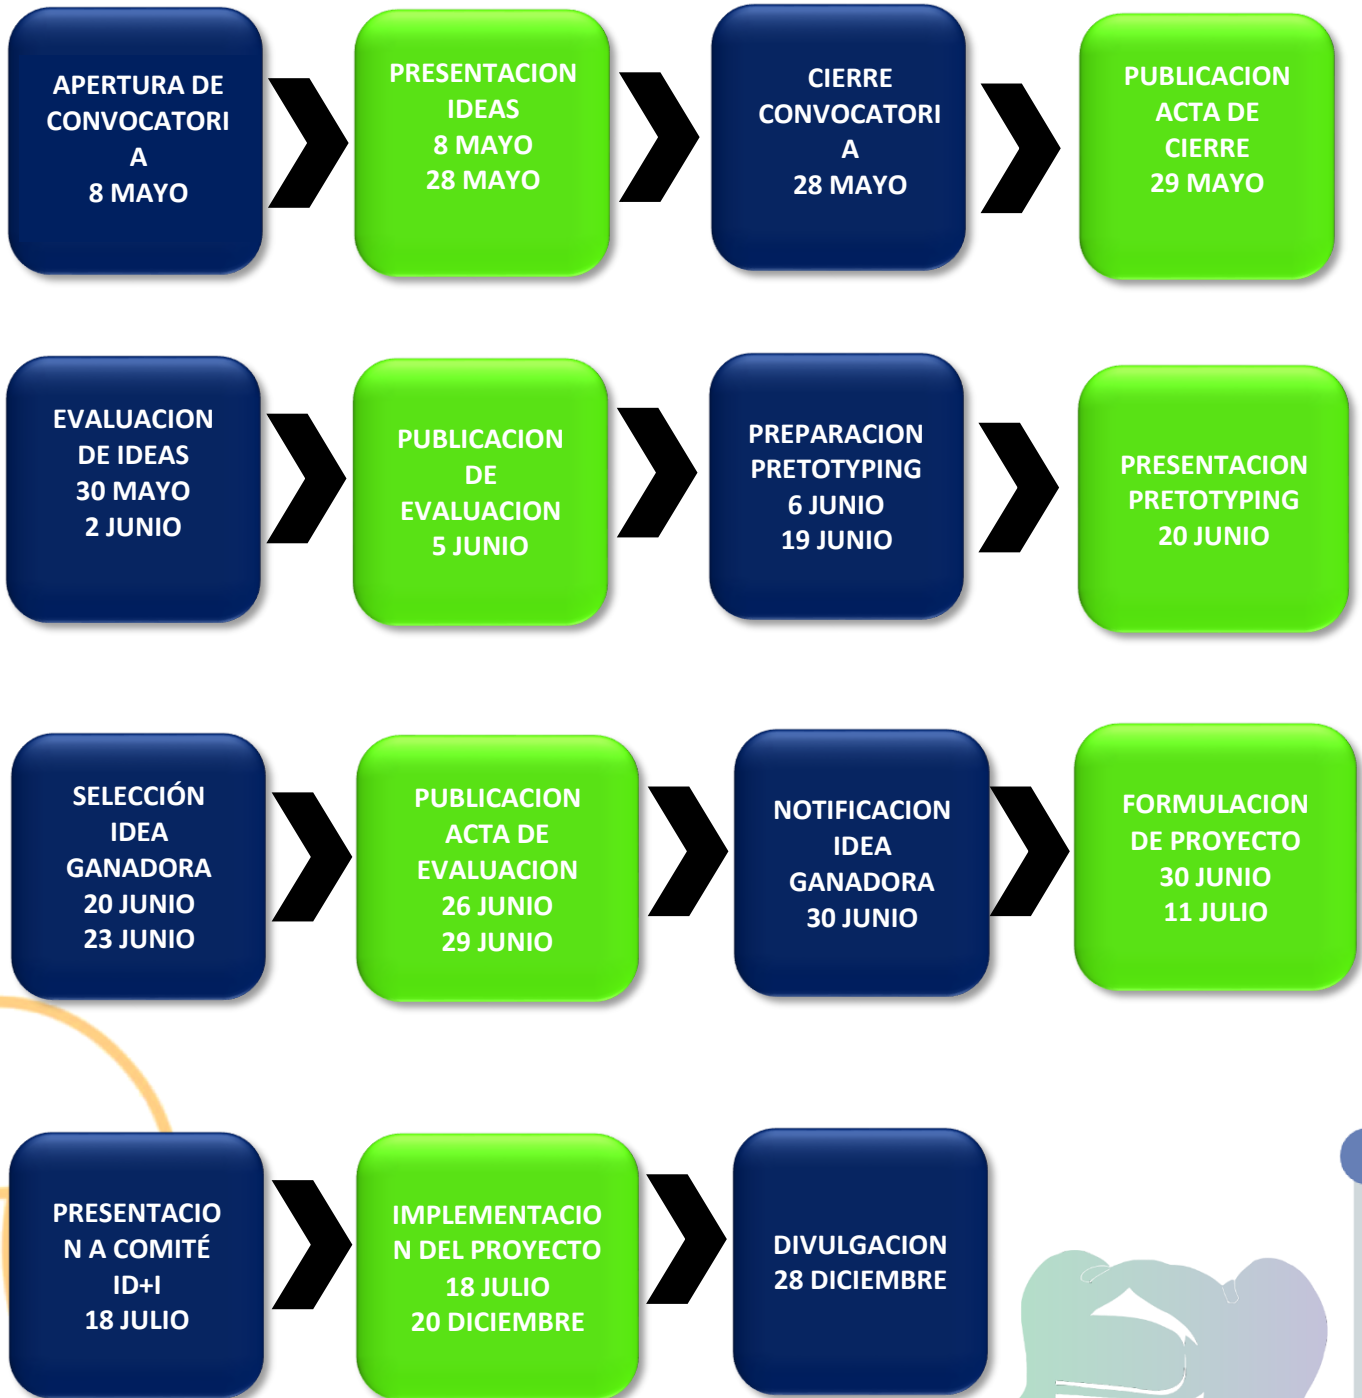 APERTURA DE
CONVOCATORI
A
8 MAYO
PRESENTACION
IDEAS
8 MAYO
28 MAYO
CIERRE
CONVOCATORI
A
28 MAYO
PUBLICACION
ACTA DE
CIERRE
29 MAYO
EVALUACION
DE IDEAS
30 MAYO
2 JUNIO
PUBLICACION
DE
EVALUACION
5 JUNIO
PREPARACION
PRETOTYPING
6 JUNIO
19 JUNIO
PRESENTACION
PRETOTYPING
20 JUNIO
SELECCIÓN
IDEA
GANADORA
20 JUNIO
23 JUNIO
PUBLICACION
ACTA DE
EVALUACION
26 JUNIO
29 JUNIO
NOTIFICACION
IDEA
GANADORA
30 JUNIO
FORMULACION
DE PROYECTO
30 JUNIO
11 JULIO
PRESENTACIO
N A COMITÉ
ID+I
18 JULIO
IMPLEMENTACIO
N DEL PROYECTO
18 JULIO
20 DICIEMBRE
DIVULGACION
28 DICIEMBRE